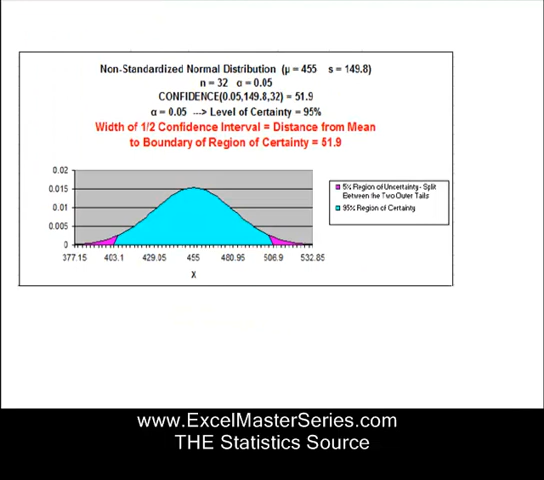 Non-Standardized Normal Distribution (μ = 455 s = 149.8)
n = 32 α = 0.05
CONFIDENCE(0.05,149.8,32) = 51.9
α = 0.05 ---> Level of Certainty = 95%
Width of 1/2 Confidence Interval = Distance from Mean
to Boundary of Region of Certainty = 51.9
0.02
0.015
0.01
0.005
0
377.15 403.1 429.05 455 480.95 506.9 532.85
X
5% Region of Uncertainty - Split
Between the Two Outer Tails
95% Region of Certainty
www.ExcelMasterSeries.com
THE Statistics Source